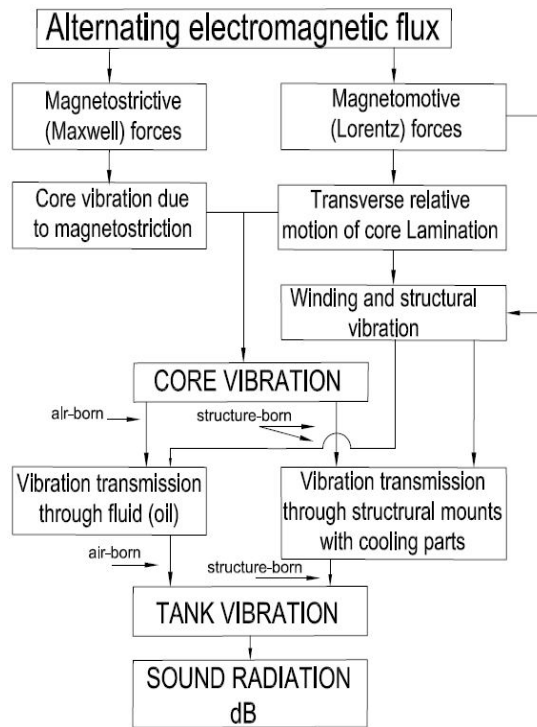 Alternating electromagnetic flux
Magnetostrictive
(Maxwell) forces
Magnetomotive
(Lorentz) forces
Core vibration due
to magnetostriction
Transverse relative
motion of core Lamination
Winding and structural
vibration
CORE VIBRATION
air-born
structure-born
Vibration transmission
through fluid (oil)
Vibration transmission
through structrural mounts
with cooling parts
air-born
structure-born
TANK VIBRATION
SOUND RADIATION
dB